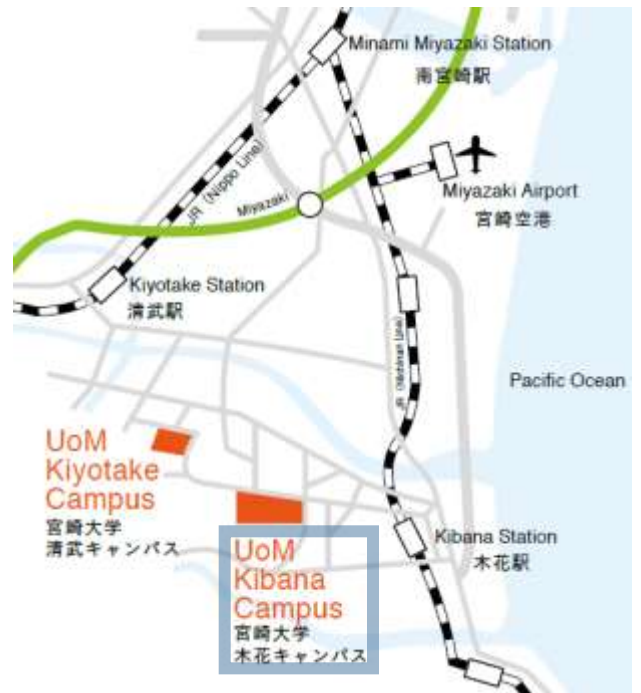 Minami Miyazaki Station
南宮崎駅
JR (Nippo Line)
Miyazaki
Miyazaki Airport
宮崎空港
Kiyotake Station
清武駅
JR (Nichinan Line)
Pacific Ocean
UoM
Kiyotake
Campus
宮崎大学
清武キャンパス
Kibana Station
木花駅
UoM
Kibana
Campus
宮崎大学
木花キャンパス